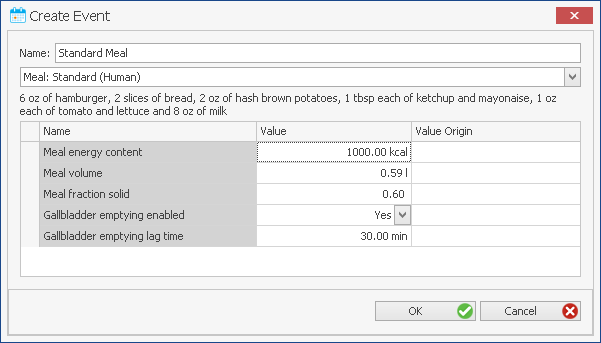 Create Event
Name: Standard Meal
Meal: Standard (Human)
6 oz of hamburger, 2 slices of bread, 2 oz of hash brown potatoes, 1 tbsp each of ketchup and mayonaise, 1 oz
each of tomato and lettuce and 8 oz of milk
Name Value Value Origin
Meal energy content 1000.00 kcal
Meal volume 0.59 l
Meal fraction solid 0.60
Gallbladder emptying enabled Yes
Gallbladder emptying lag time 30.00 min
OK Cancel